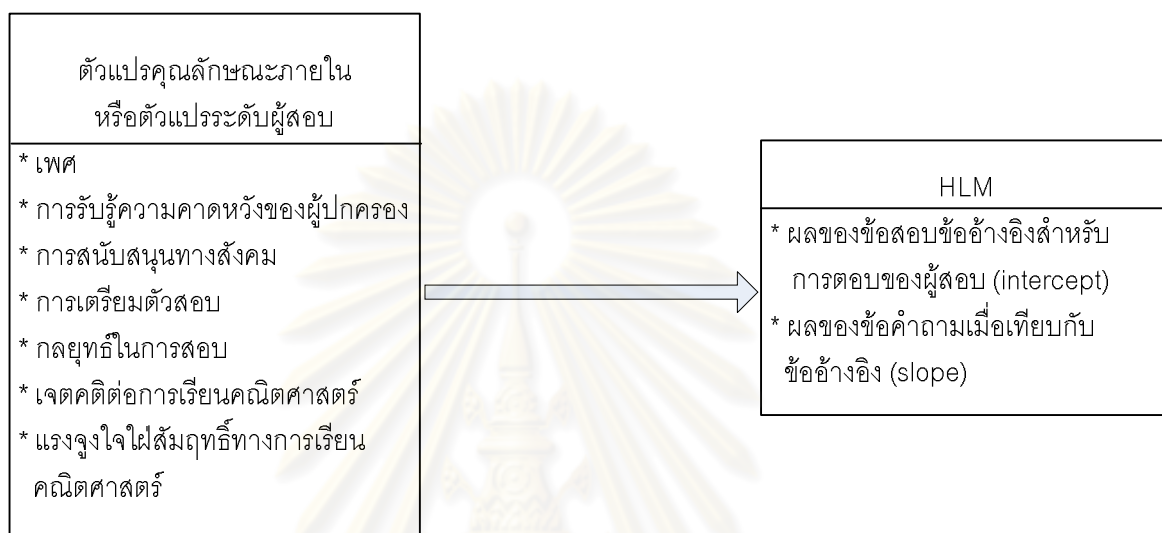 ตัวแปรคุณลักษณะภายใน
หรือตัวแปรระดับผู้สอบ
* เพศ
* การรับรู้ความคาดหวังของผู้ปกครอง
* การสนับสนุนทางสังคม
* การเตรียมตัวสอบ
* กลยุทธ์ในการสอบ
* เจตคติต่อการเรียนคณิตศาสตร์
* แรงจูงใจใฝ่สัมฤทธิ์ทางการเรียน
คณิตศาสตร์
HLM
* ผลของข้อสอบข้ออ้างอิงสำหรับ
การตอบของผู้สอบ (intercept)
* ผลของข้อคำถามเมื่อเทียบกับ
ข้ออ้างอิง (slope)